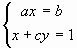 ax = b
x + cy = 1